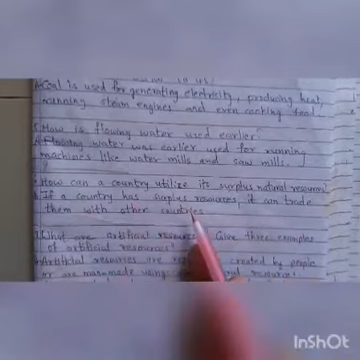 Coal is used for generating electricity, producing heat,
running steam engines and even cooking food.
How is flowing water used earlier?
Flowing water was earlier used for running
machines like water mills and saw mills.
How can a country utilize its surplus natural resources?
If a country has surplus resources, it can trade
them with other countries.
What are artificial resources? Give three examples
of artificial resources.
Artificial resources are created by people
or are man made using
InShOt